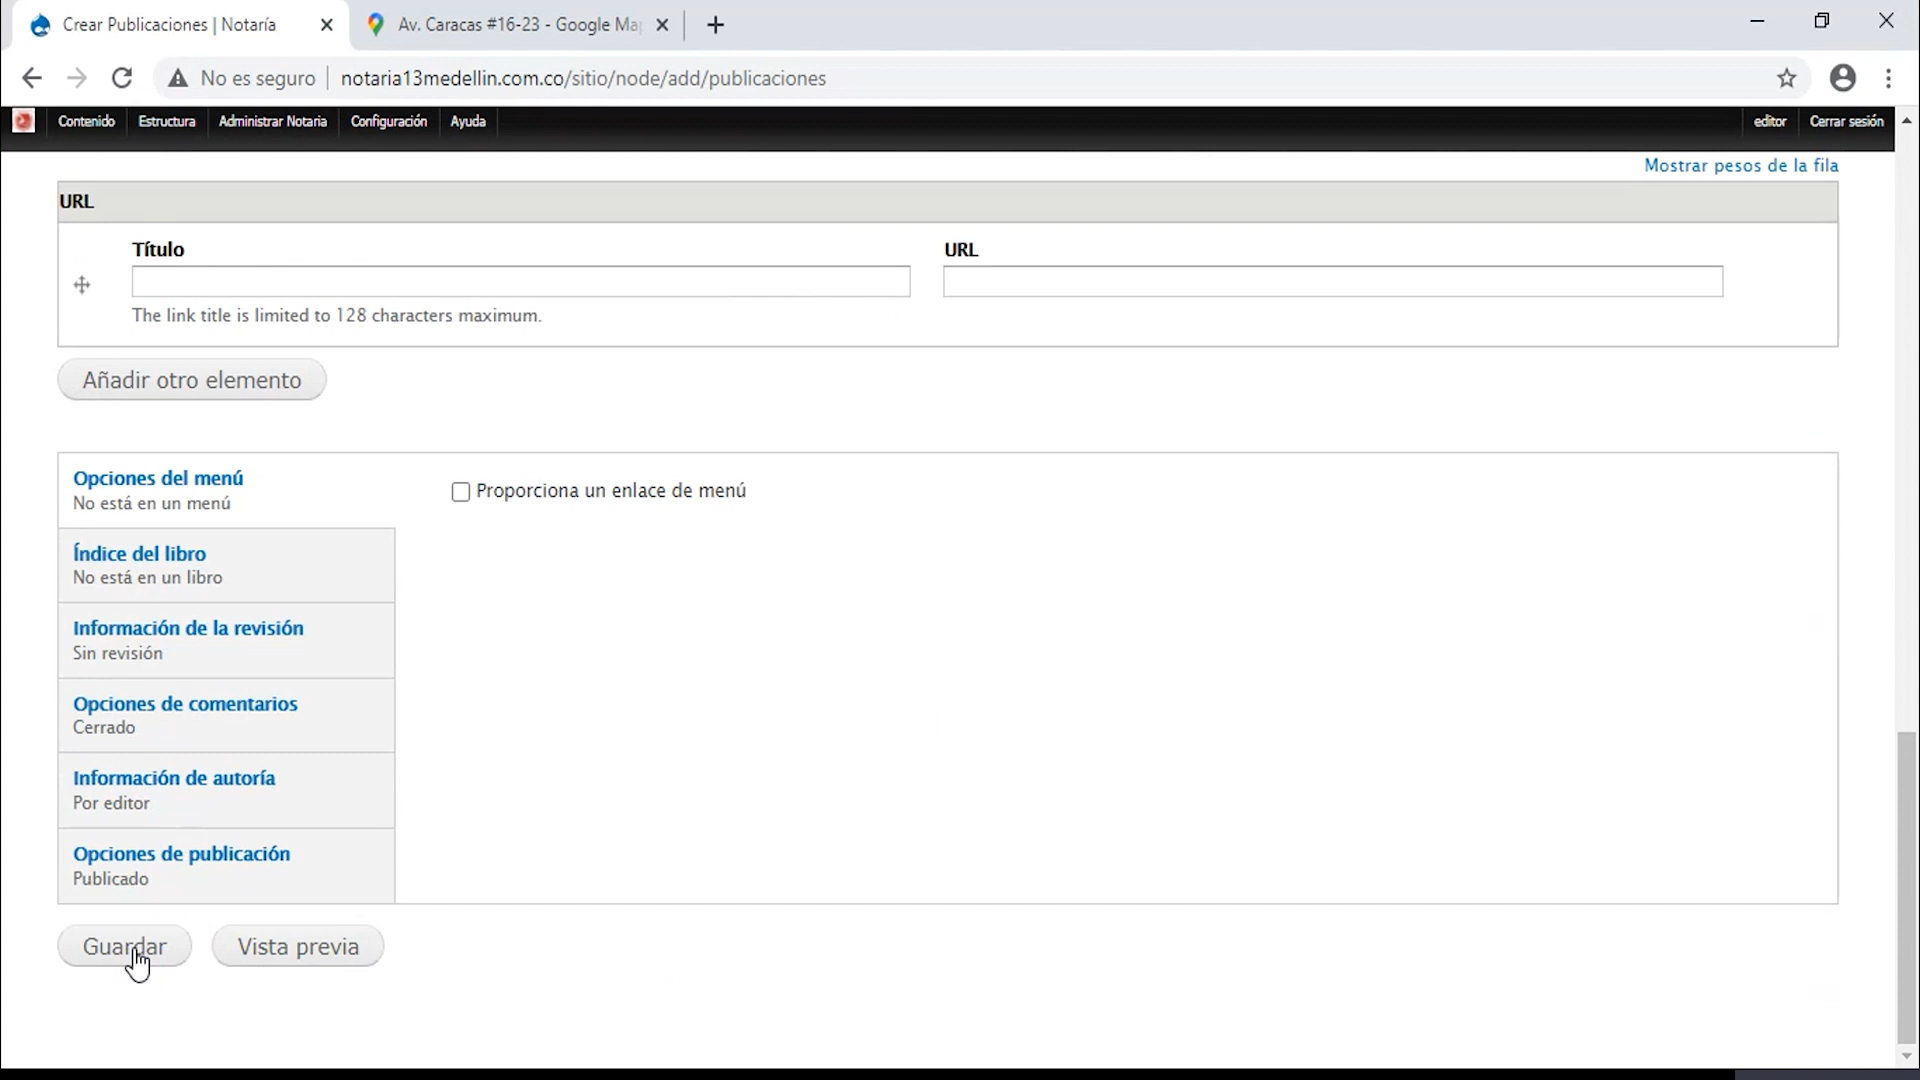 Crear Publicaciones | Notaría
Av. Caracas #16-23 - Google Ma
No es seguro
notaria13medellin.com.co/sitio/node/add/publicaciones
Contenido
Estructura
Administrar Notaria
Configuración
Ayuda
editor
Cerrar sesión
Mostrar pesos de la fila
URL
Título
URL
The link title is limited to 128 characters maximum.
Añadir otro elemento
Opciones del menú
No está en un menú
Proporciona un enlace de menú
Índice del libro
No está en un libro
Información de la revisión
Sin revisión
Opciones de comentarios
Cerrado
Información de autoría
Por editor
Opciones de publicación
Publicado
Guardar
Vista previa